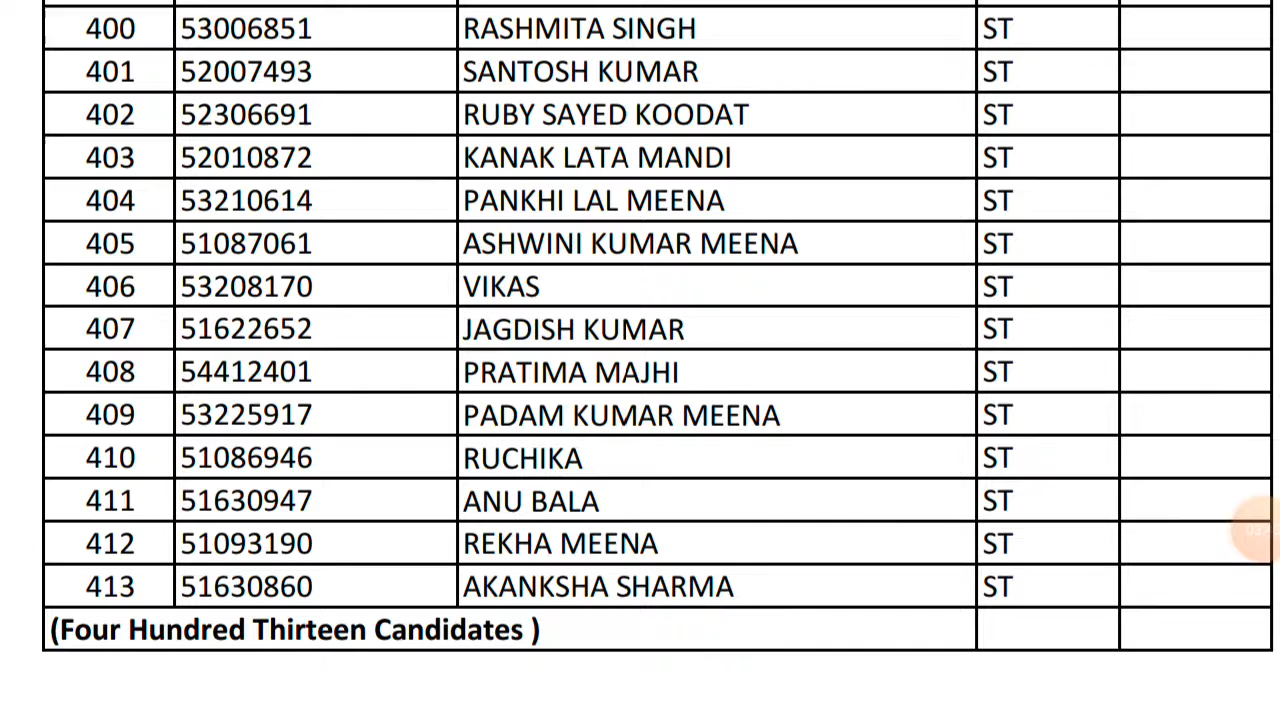 400 53006851 RASHMITA SINGH ST
401 52007493 SANTOSH KUMAR ST
402 52306691 RUBY SAYED KOODAT ST
403 52010872 KANAK LATA MANDI ST
404 53210614 PANKHI LAL MEENA ST
405 51087061 ASHWINI KUMAR MEENA ST
406 53208170 VIKAS ST
407 51622652 JAGDISH KUMAR ST
408 54412401 PRATIMA MAJHI ST
409 53225917 PADAM KUMAR MEENA ST
410 51086946 RUCHIKA ST
411 51630947 ANU BALA ST
412 51093190 REKHA MEENA ST
413 51630860 AKANKSHA SHARMA ST
(Four Hundred Thirteen Candidates )